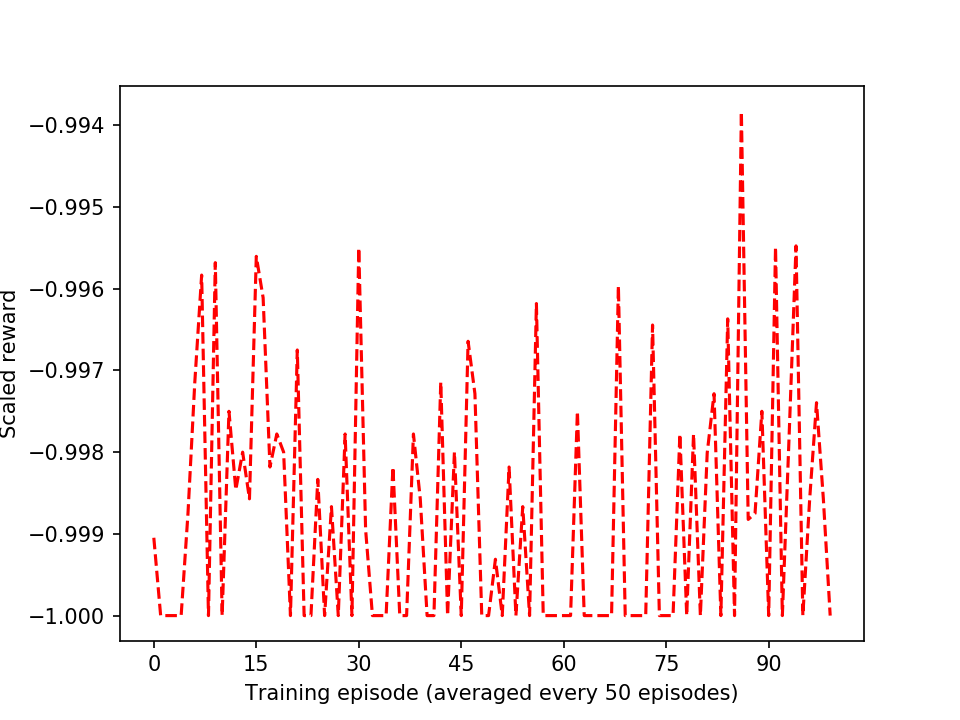 −0.994
−0.995
−0.996
−0.997
−0.998
−0.999
−1.000
Scaled reward
0 15 30 45 60 75 90
Training episode (averaged every 50 episodes)